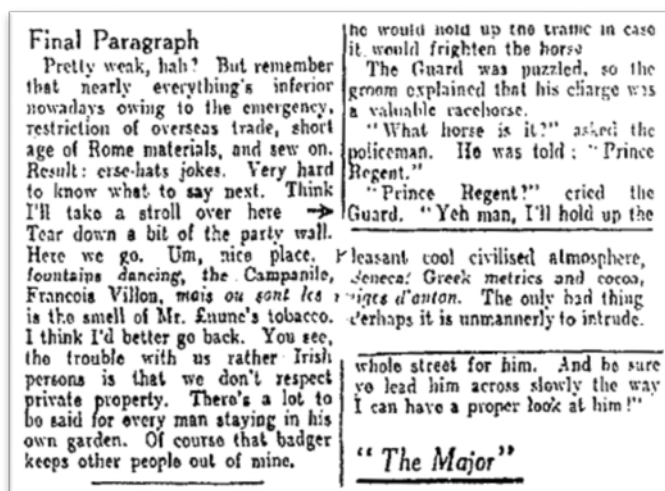 Final Paragraph
Pretty weak, hah? But remember
that nearly everything's inferior
nowadays owing to the emergency,
restriction of overseas trade, short
age of Rome materials, and sew on.
Result: erse-hats jokes. Very hard
to know what to say next. Think
I'll take a stroll over here →
Tear down a bit of the party wall.
Here we go. Um, nice place. Pleasant cool civilised atmosphere,
fountains dancing, the Campanile, Seneca! Greek metrics and cocoa,
Francois Villon, mais ou sont les neiges d'anton. The only bad thing
is the smell of Mr. tobacco. Perhaps it is unmannerly to intrude.
I think I'd better go back. You see,
the trouble with us rather Irish
persons is that we don't respect
private property. There's a lot to
be said for every man staying in his
own garden. Of course that badger
keeps other people out of mine.
he would hold up the traffic in case
it would frighten the horse
The Guard was puzzled, so the
groom explained that his charge was
a valuable racehorse.
"What horse is it?" asked the
policeman. He was told: "Prince
Regent."
"Prince Regent?" cried the
Guard. "Yeh man, I'll hold up the
whole street for him. And be sure
ye lead him across slowly the way
I can have a proper look at him!"
"The Major"